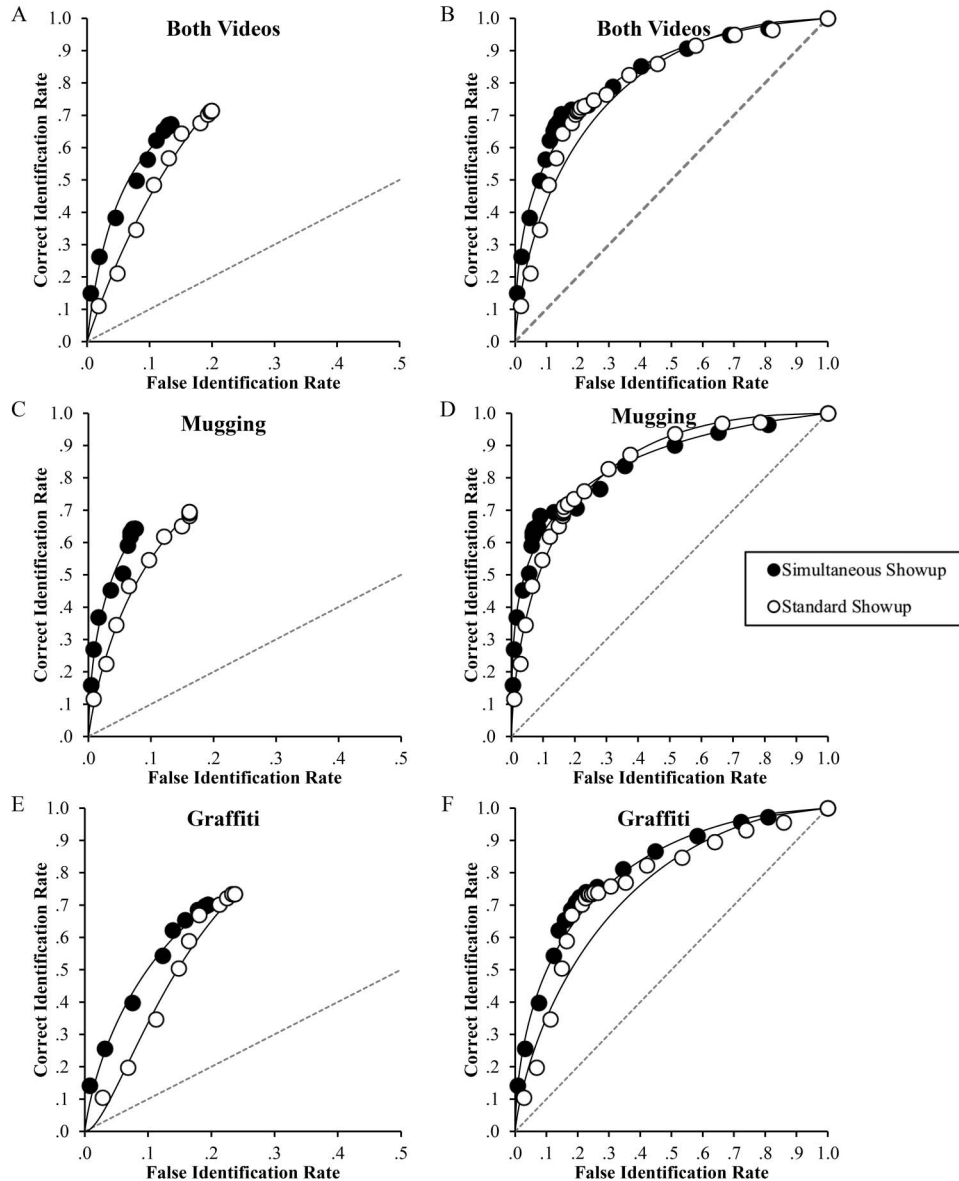 A
Both Videos
1.0
.9
.8
.7
.6
.5
.4
.3
.2
.1
.0
Correct Identification Rate
.0 .1 .2 .3 .4 .5
False Identification Rate
B
Both Videos
1.0
.9
.8
.7
.6
.5
.4
.3
.2
.1
.0
Correct Identification Rate
.0 .1 .2 .3 .4 .5 .6 .7 .8 .9 1.0
False Identification Rate
C
Mugging
1.0
.9
.8
.7
.6
.5
.4
.3
.2
.1
.0
Correct Identification Rate
.0 .1 .2 .3 .4 .5
False Identification Rate
D
Mugging
1.0
.9
.8
.7
.6
.5
.4
.3
.2
.1
.0
Correct Identification Rate
.0 .1 .2 .3 .4 .5 .6 .7 .8 .9 1.0
False Identification Rate
Simultaneous Showup
Standard Showup
E
Graffiti
1.0
.9
.8
.7
.6
.5
.4
.3
.2
.1
.0
Correct Identification Rate
.0 .1 .2 .3 .4 .5
False Identification Rate
F
Graffiti
1.0
.9
.8
.7
.6
.5
.4
.3
.2
.1
.0
Correct Identification Rate
.0 .1 .2 .3 .4 .5 .6 .7 .8 .9 1.0
False Identification Rate